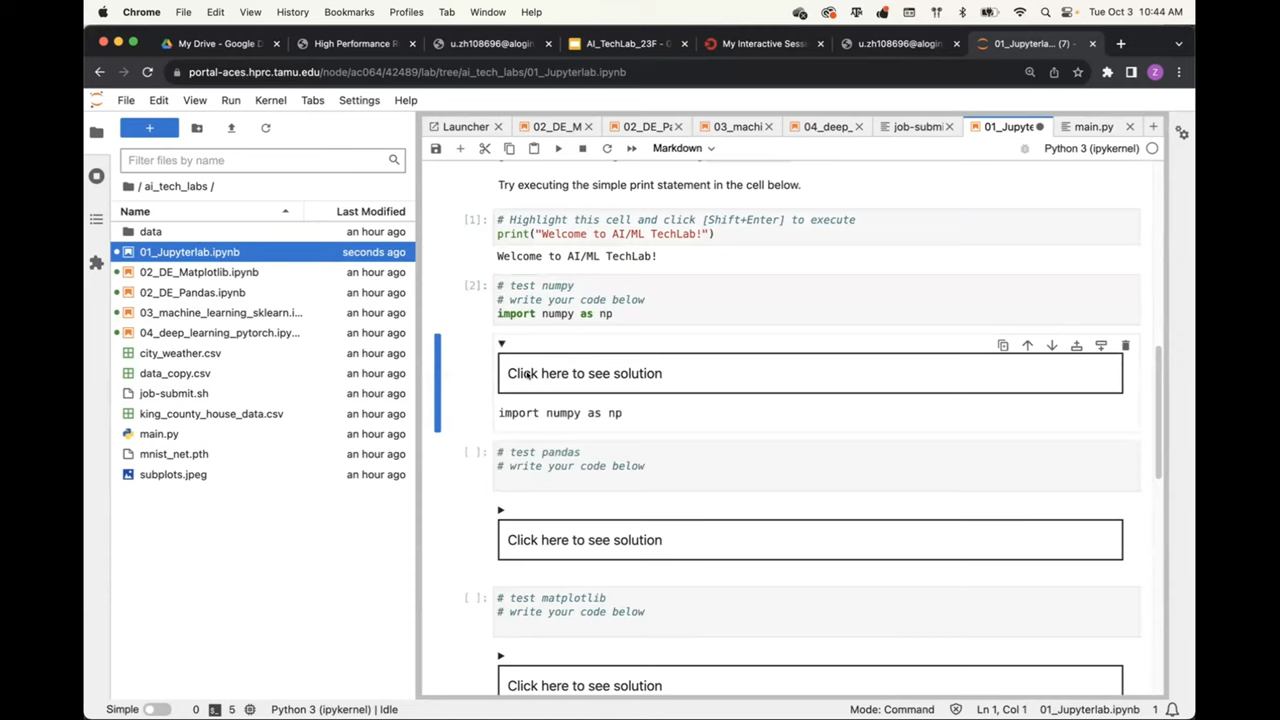 Chrome File Edit View History Bookmarks Profiles Tab Window Help Tue Oct 3 10:44 AM
My Drive - Google D High Performance R u.zh108696@alogin AI_TechLab_23F - My Interactive Sess u.zh108696@alogin 01_Jupyterla... (7) -
portal-aces.hprc.tamu.edu/node/ac064/42489/lab/tree/ai_tech_labs/01_Jupyterlab.ipynb Z
File Edit View Run Kernel Tabs Settings Help
Launcher 02_DE_M 02_DE_Pa 03_machi 04_deep_ job-submi 01_Jupyte main.py
Markdown Python 3 (ipykernel)
Filter files by name
/ ai_tech_labs /
Name Last Modified
data an hour ago
01_Jupyterlab.ipynb seconds ago
02_DE_Matplotlib.ipynb an hour ago
02_DE_Pandas.ipynb an hour ago
03_machine_learning_sklearn.i... an hour ago
04_deep_learning_pytorch.ipy... an hour ago
city_weather.csv an hour ago
data_copy.csv an hour ago
job-submit.sh an hour ago
king_county_house_data.csv an hour ago
main.py an hour ago
mnist_net.pth an hour ago
subplots.jpeg an hour ago
Try executing the simple print statement in the cell below.
[1]: # Highlight this cell and click [Shift+Enter] to execute
print("Welcome to AI/ML TechLab!")
Welcome to AI/ML TechLab!
[2]: # test numpy
# write your code below
import numpy as np
Click here to see solution
import numpy as np
[ ]: # test pandas
# write your code below
Click here to see solution
[ ]: # test matplotlib
# write your code below
Click here to see solution
Simple 0 5 Python 3 (ipykernel) | Idle Mode: Command Ln 1, Col 1 01_Jupyterlab.ipynb 1